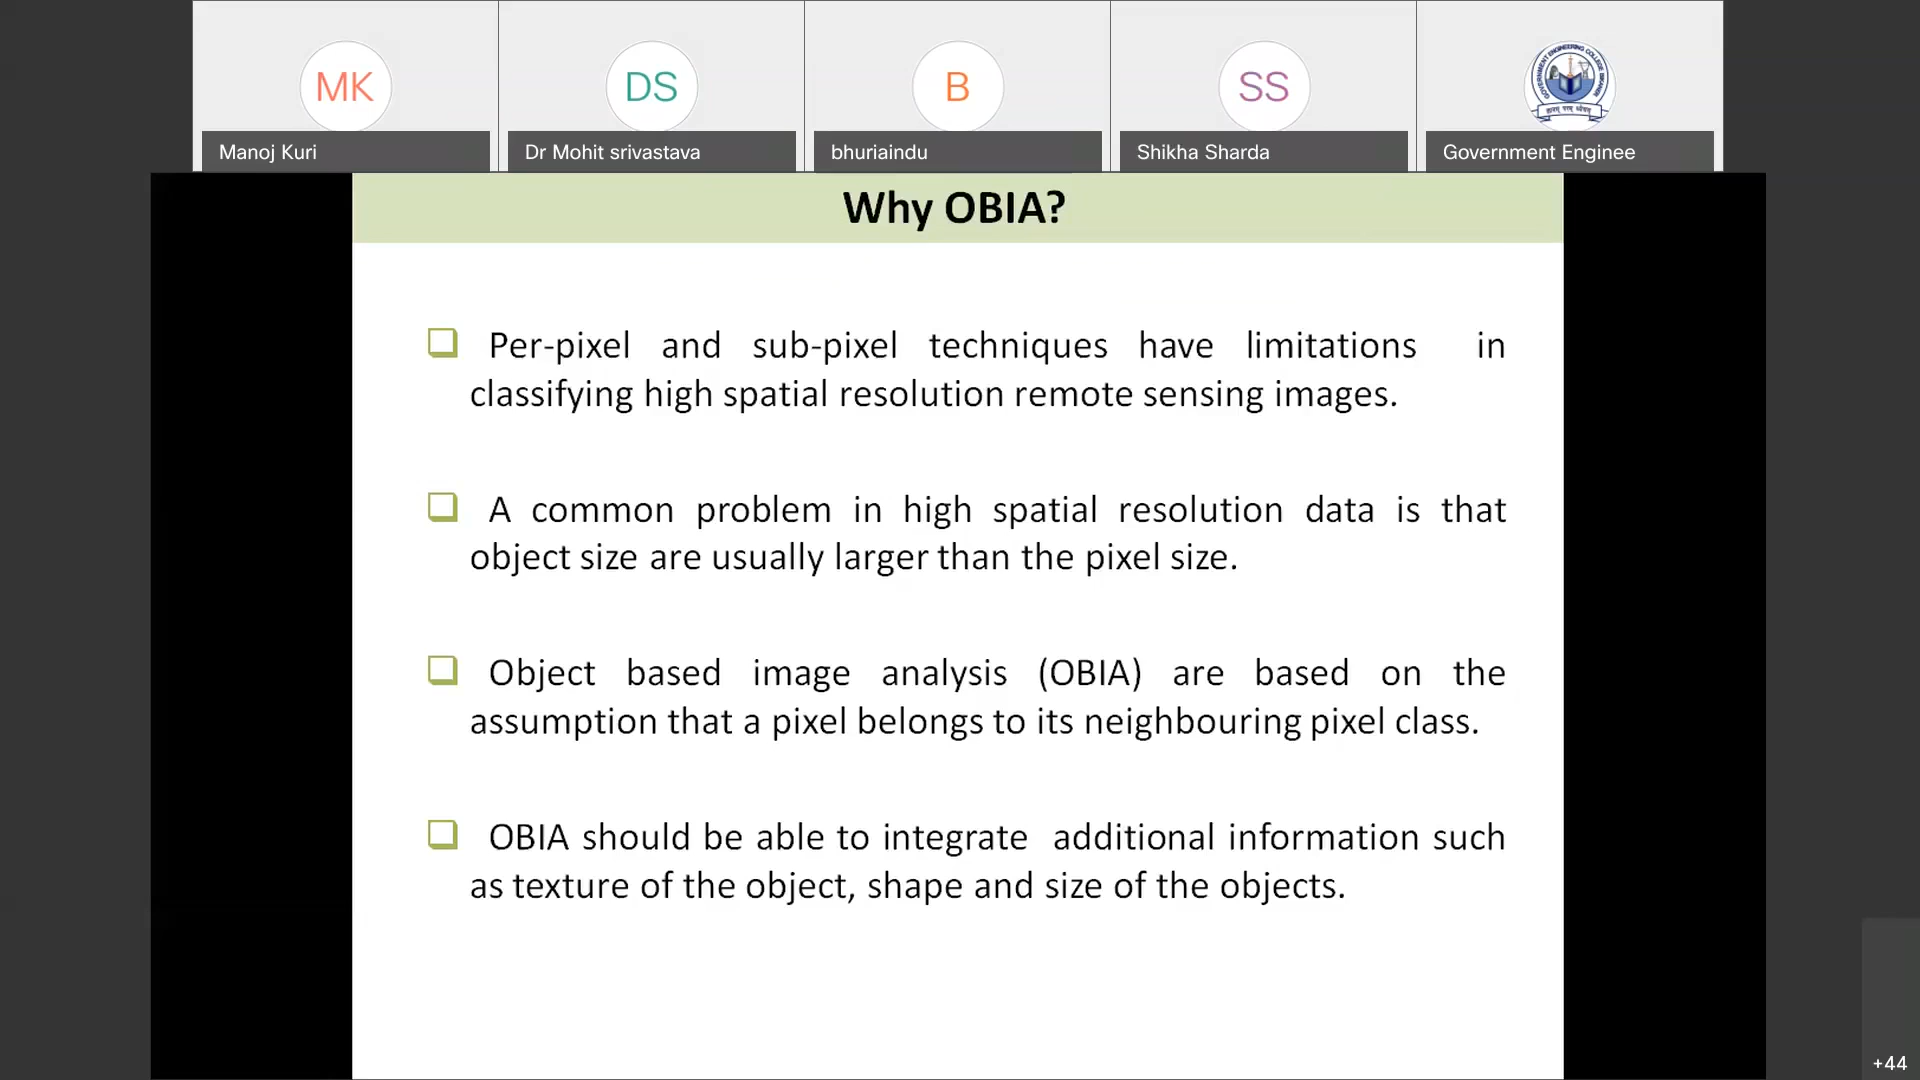 MK
DS
B
SS
GOVERNMENT ENGINEERING COLLEGE BIKANER
Manoj Kuri
Dr Mohit srivastava
bhuriaindu
Shikha Sharda
Government Enginee
Why OBIA?
Per-pixel and sub-pixel techniques have limitations in
classifying high spatial resolution remote sensing images.
A common problem in high spatial resolution data is that
object size are usually larger than the pixel size.
Object based image analysis (OBIA) are based on the
assumption that a pixel belongs to its neighbouring pixel class.
OBIA should be able to integrate additional information such
as texture of the object, shape and size of the objects.
+44